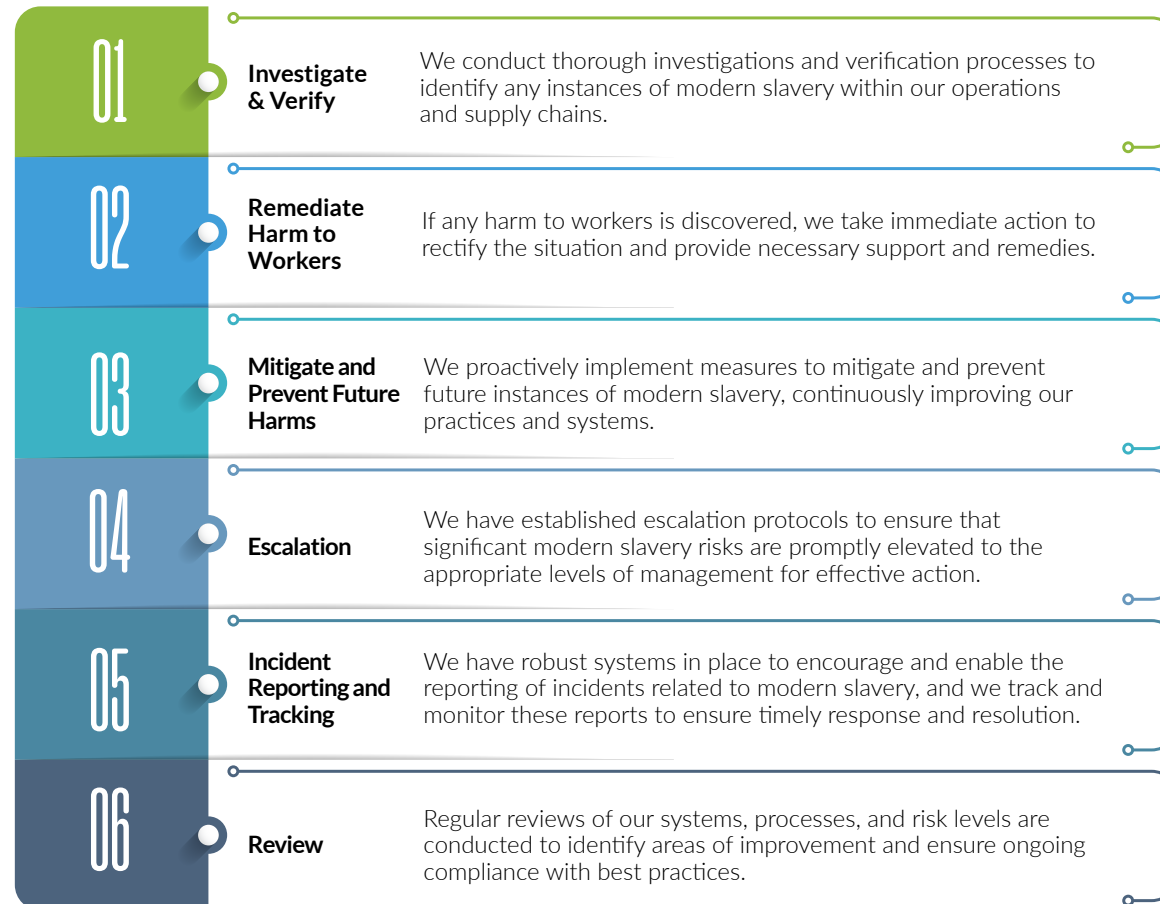 01
Investigate
& Verify
We conduct thorough investigations and verification processes to
identify any instances of modern slavery within our operations
and supply chains.
02
Remediate
Harm to
Workers
If any harm to workers is discovered, we take immediate action to
rectify the situation and provide necessary support and remedies.
03
Mitigate and
Prevent Future
Harms
We proactively implement measures to mitigate and prevent
future instances of modern slavery, continuously improving our
practices and systems.
04
Escalation
We have established escalation protocols to ensure that
significant modern slavery risks are promptly elevated to the
appropriate levels of management for effective action.
05
Incident
Reporting and
Tracking
We have robust systems in place to encourage and enable the
reporting of incidents related to modern slavery, and we track and
monitor these reports to ensure timely response and resolution.
06
Review
Regular reviews of our systems, processes, and risk levels are
conducted to identify areas of improvement and ensure ongoing
compliance with best practices.